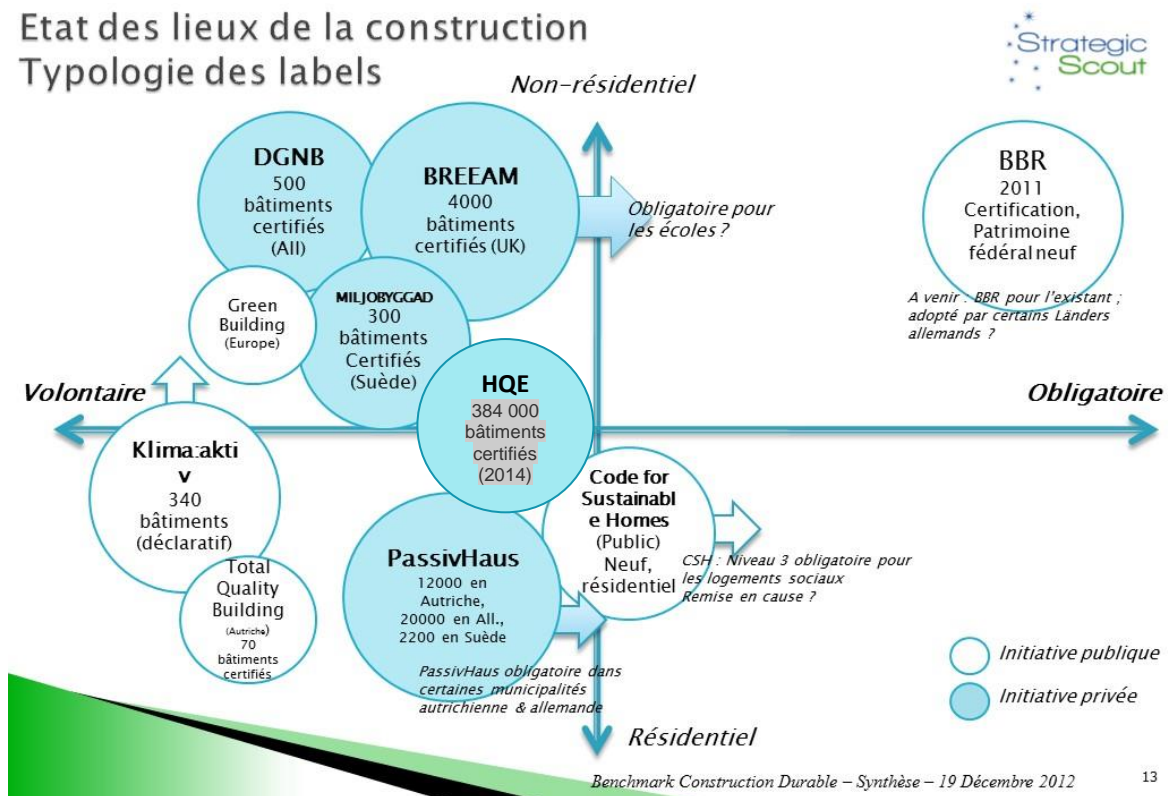 Etat des lieux de la construction
Typologie des labels
Strategic
Scout
Non-résidentiel
DGNB
500
bâtiments
certifiés
(All)
BREEAM
4000
bâtiments
certifiés (UK)
Obligatoire pour
les écoles ?
BBR
2011
Certification,
Patrimoine
fédéral neuf
A venir : BBR pour l'existant ;
adopté par certains Länders
allemands ?
Green
Building
(Europe)
MILJOBYGGAD
300
bâtiments
Certifiés
(Suède)
Volontaire
Obligatoire
HQE
384 000
bâtiments
certifiés
(2014)
Klima:akti
v
340
bâtiments
(déclaratif)
Code for
Sustainabl
e Homes
(Public)
Neuf,
résidentiel
CSH : Niveau 3 obligatoire pour
les logements sociaux
Remise en cause ?
Total
Quality
Building
(Autriche)
70
bâtiments
certifiés
PassivHaus
12000 en
Autriche,
20000 en All.,
2200 en Suède
PassivHaus obligatoire dans
certaines municipalités
autrichienne & allemande
Initiative publique
Initiative privée
Résidentiel
Benchmark Construction Durable – Synthèse – 19 Décembre 2012
13